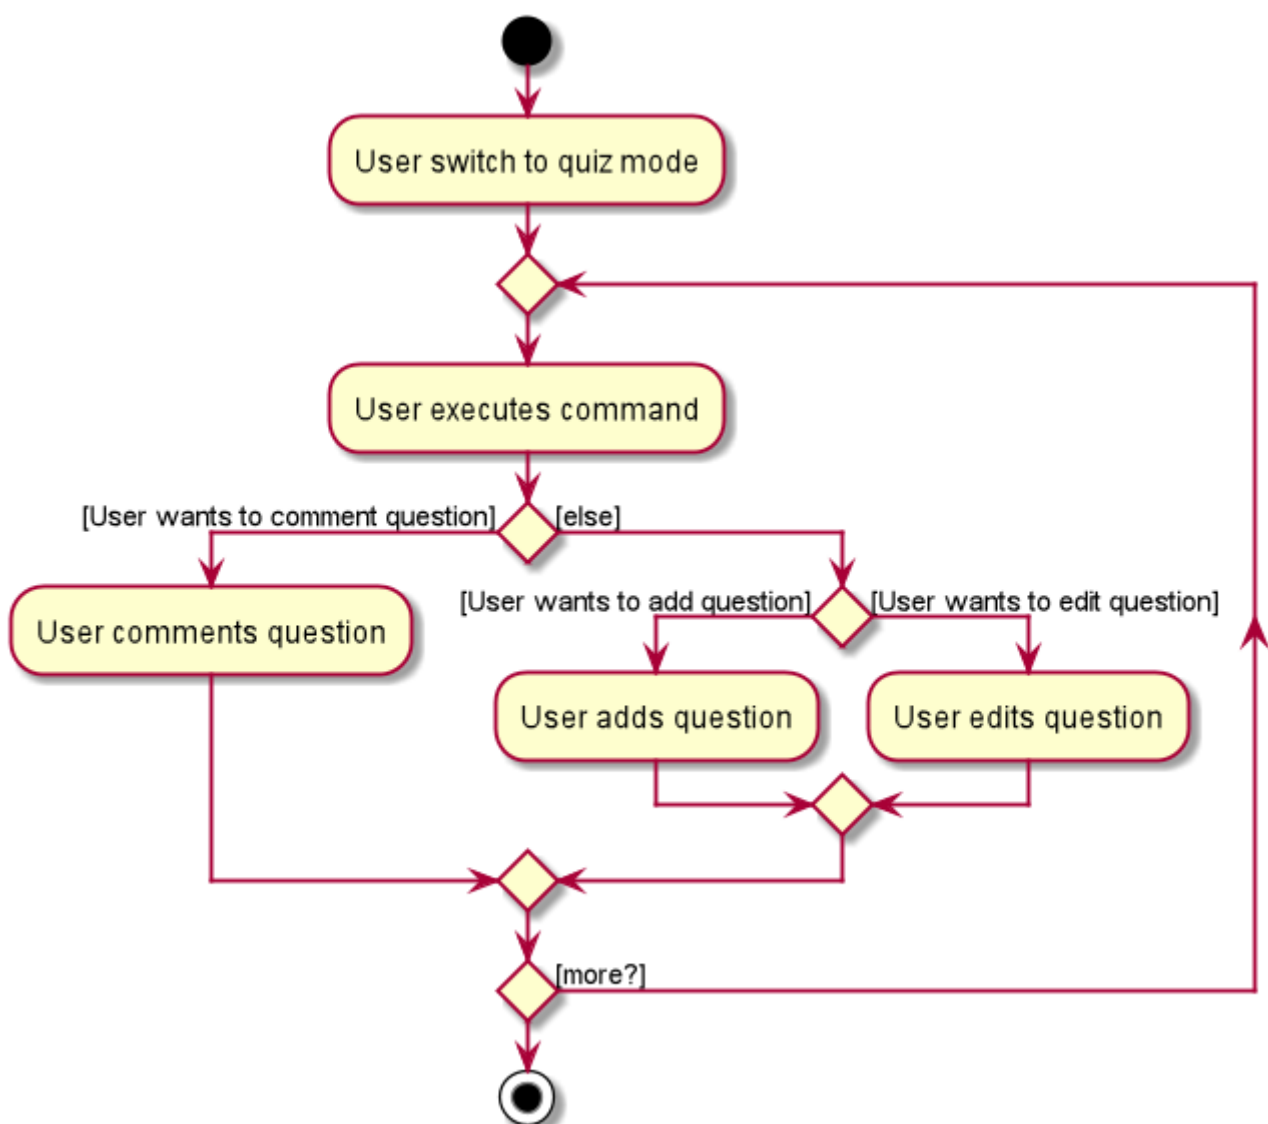 User switch to quiz mode
User executes command
[User wants to comment question]
[else]
[User wants to add question]
[User wants to edit question]
User comments question
User adds question
User edits question
[more?]